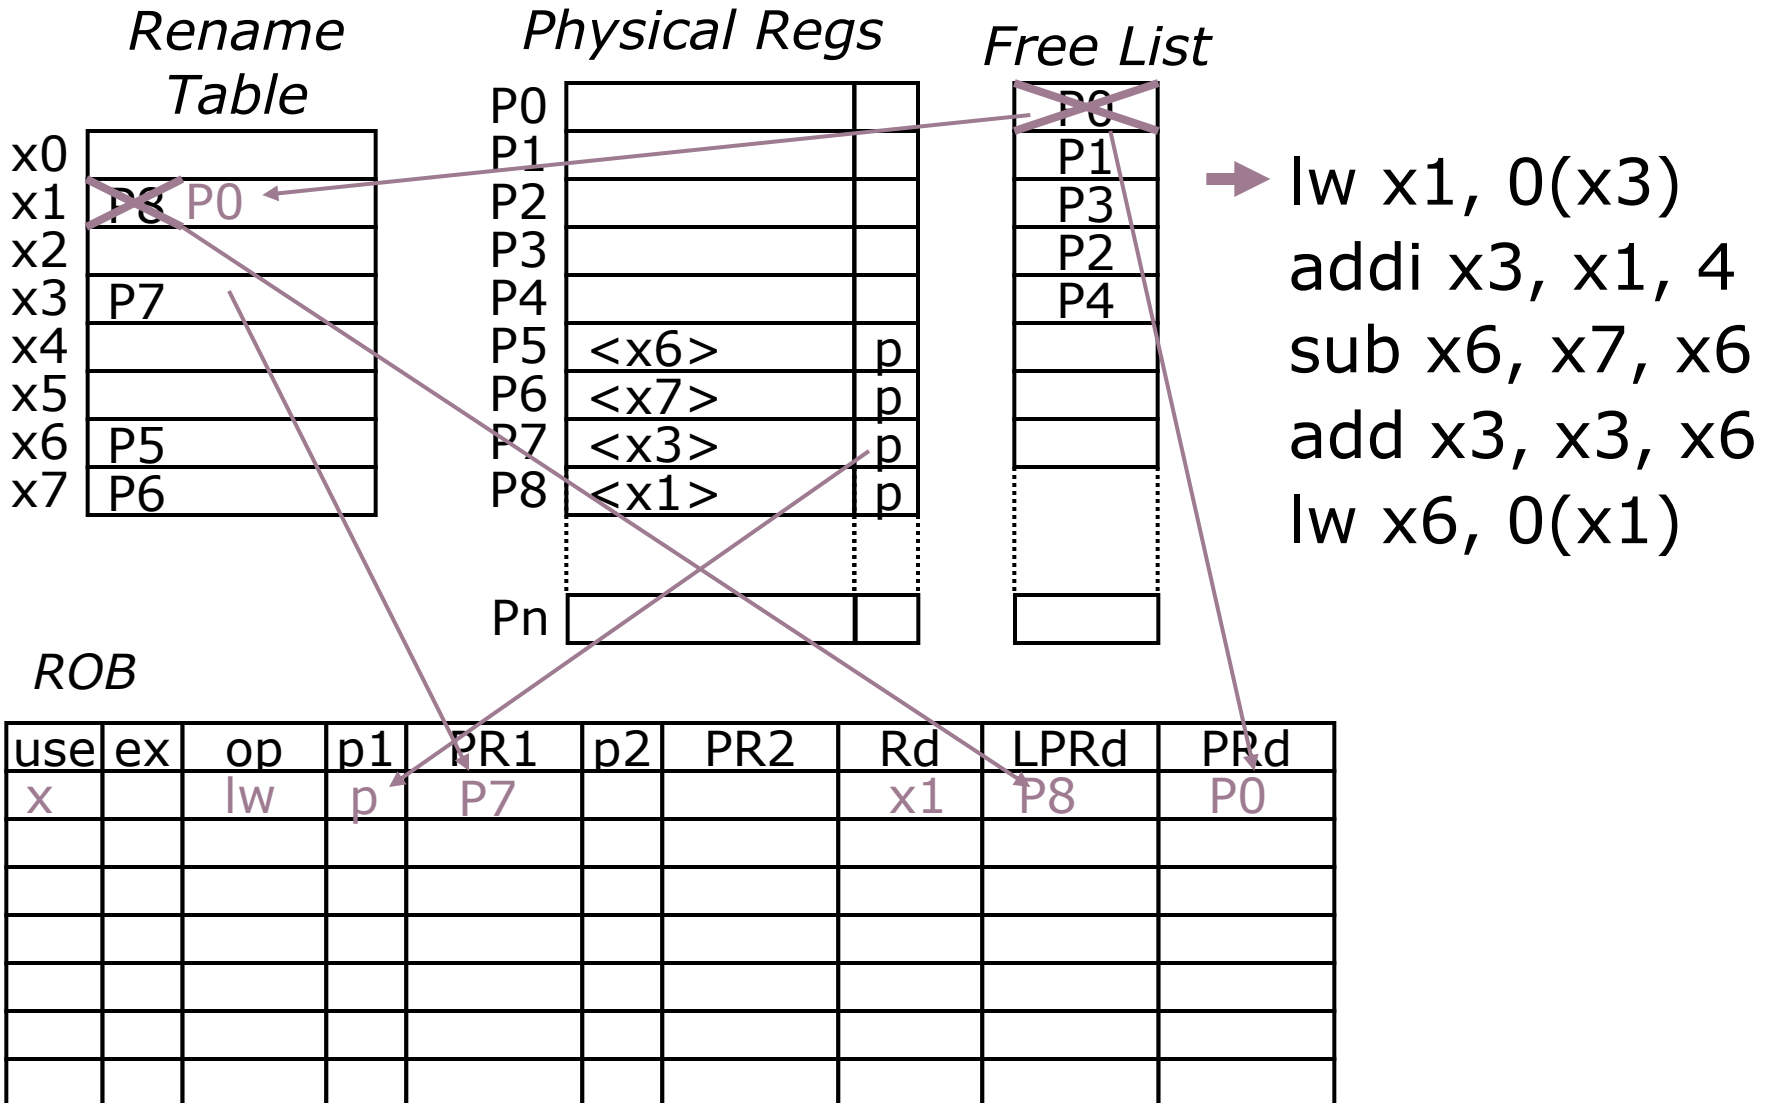 Rename Table
Physical Regs
Free List
x0
x1 P8 P0
x2
x3 P7
x4
x5
x6 P5
x7 P6
P0
P1
P2
P3
P4
P5 <x6> p
P6 <x7> p
P7 <x3> p
P8 <x1> p
Pn
P0
P1
P3
P2
P4
lw x1, 0(x3)
addi x3, x1, 4
sub x6, x7, x6
add x3, x3, x6
lw x6, 0(x1)
ROB
use ex op p1 PR1 p2 PR2 Rd LPRd PRd
x lw p P7 x1 P8 P0